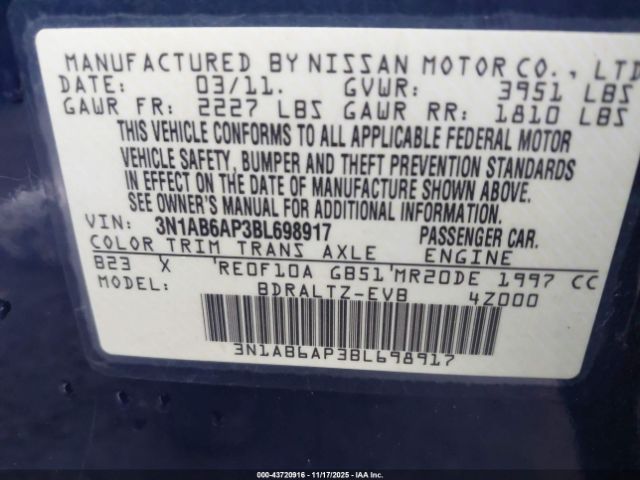 MANUFACTURED BY NISSAN MOTOR CO., LTD
DATE: 03/11. GVWR: 3951 LBS
GAWR FR: 2227 LBS GAWR RR: 1810 LBS
THIS VEHICLE CONFORMS TO ALL APPLICABLE FEDERAL MOTOR
VEHICLE SAFETY, BUMPER AND THEFT PREVENTION STANDARDS
IN EFFECT ON THE DATE OF MANUFACTURE SHOWN ABOVE.
SEE OWNER'S MANUAL FOR ADDITIONAL INFORMATION
VIN: 3N1AB6AP3BL698917 PASSENGER CAR.
COLOR TRIM TRANS AXLE ENGINE
B23 X 'RE0F10A GB51'MR20DE 1997 CC
MODEL: BDRALTZ-EVB 4Z000
3N1AB6AP3BL698917
000-43720916 - 11/17/2025 - IAA Inc.